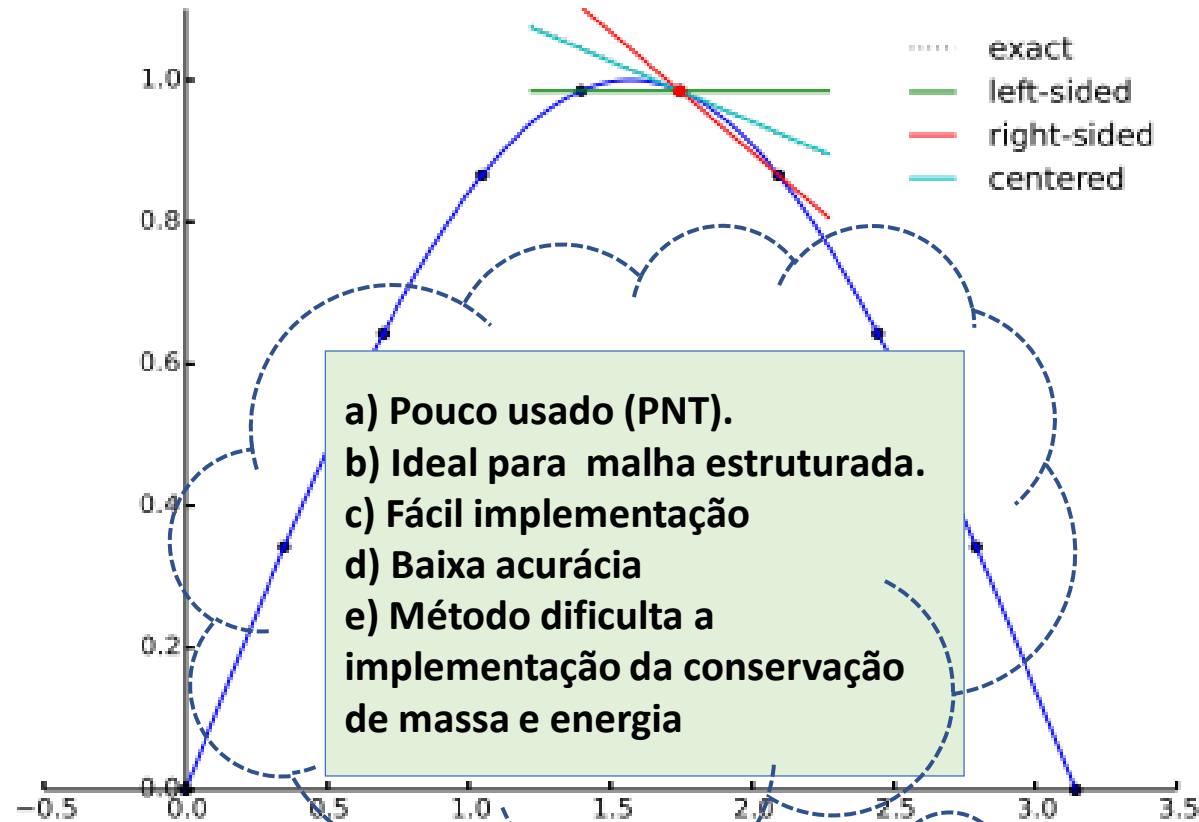 exact
left-sided
right-sided
centered
1.0
0.8
0.6
0.4
0.2
0.0
a) Pouco usado (PNT).
b) Ideal para malha estruturada.
c) Fácil implementação
d) Baixa acurácia
e) Método dificulta a
implementação da conservação
de massa e energia
−0.5 0.0 0.5 1.0 1.5 2.0 2.5 3.0 3.5